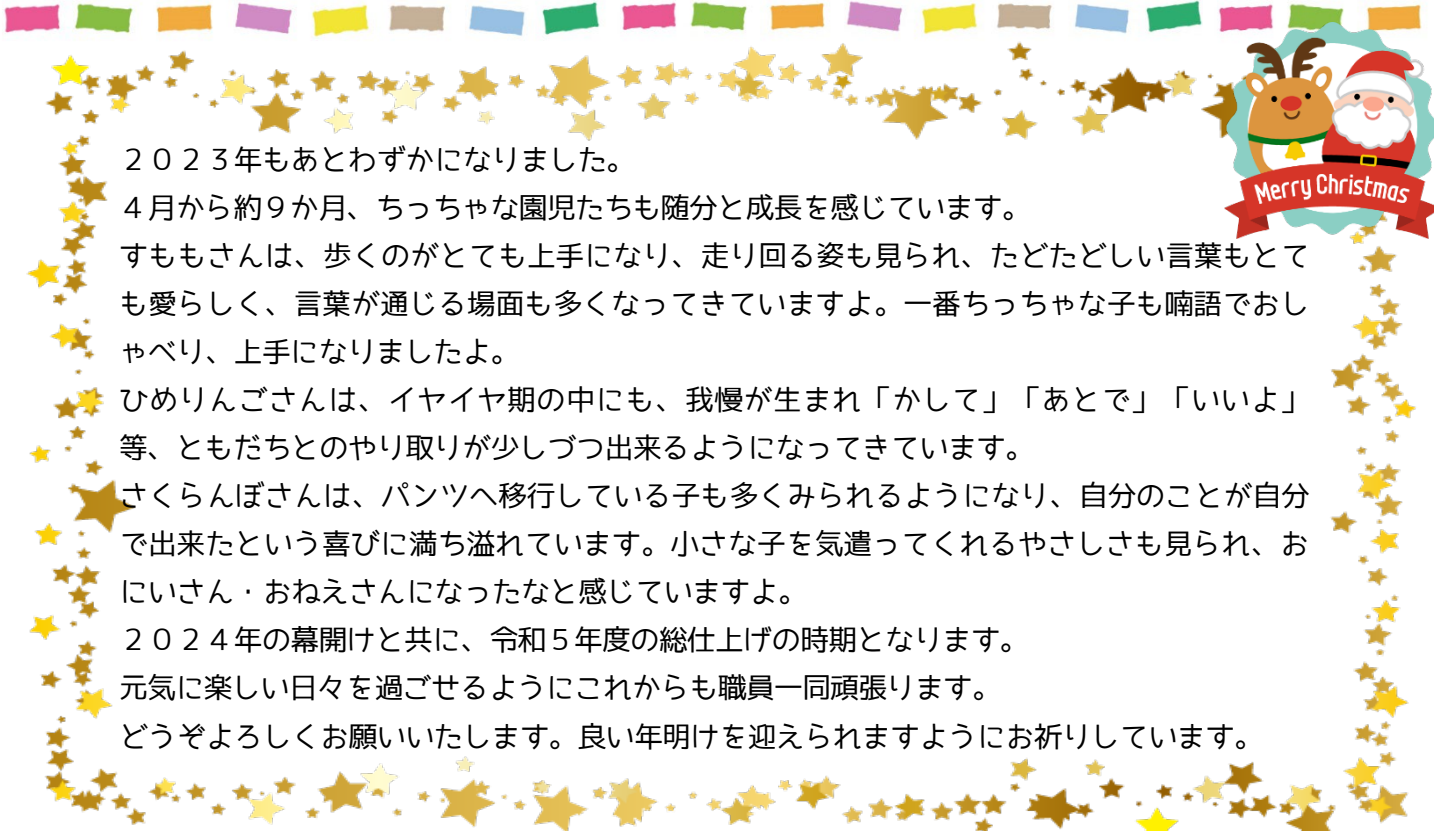 Merry Christmas
２０２３年もあとわずかになりました。
４月から約９か月、ちっちゃな園児たちも随分と成長を感じています。
すももさんは、歩くのがとても上手になり、走り回る姿も見られ、たどたどしい言葉もとて
も愛らしく、言葉が通じる場面も多くなってきていますよ。一番ちっちゃな子も喃語でおし
ゃべり、上手になりましたよ。
ひめりんごさんは、イヤイヤ期の中にも、我慢が生まれ「かして」「あとで」「いいよ」
等、ともだちとのやり取りが少しづつ出来るようになってきています。
さくらんぼさんは、パンツへ移行している子も多くみられるようになり、自分のことが自分
で出来たという喜びに満ち溢れています。小さな子を気遣ってくれるやさしさも見られ、お
にいさん・おねえさんになったなと感じていますよ。
２０２４年の幕開けと共に、令和５年度の総仕上げの時期となります。
元気に楽しい日々を過ごせるようにこれからも職員一同頑張ります。
どうぞよろしくお願いいたします。良い年明けを迎えられますようにお祈りしています。